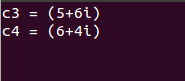 c3 = (5+6i)
c4 = (6+4i)